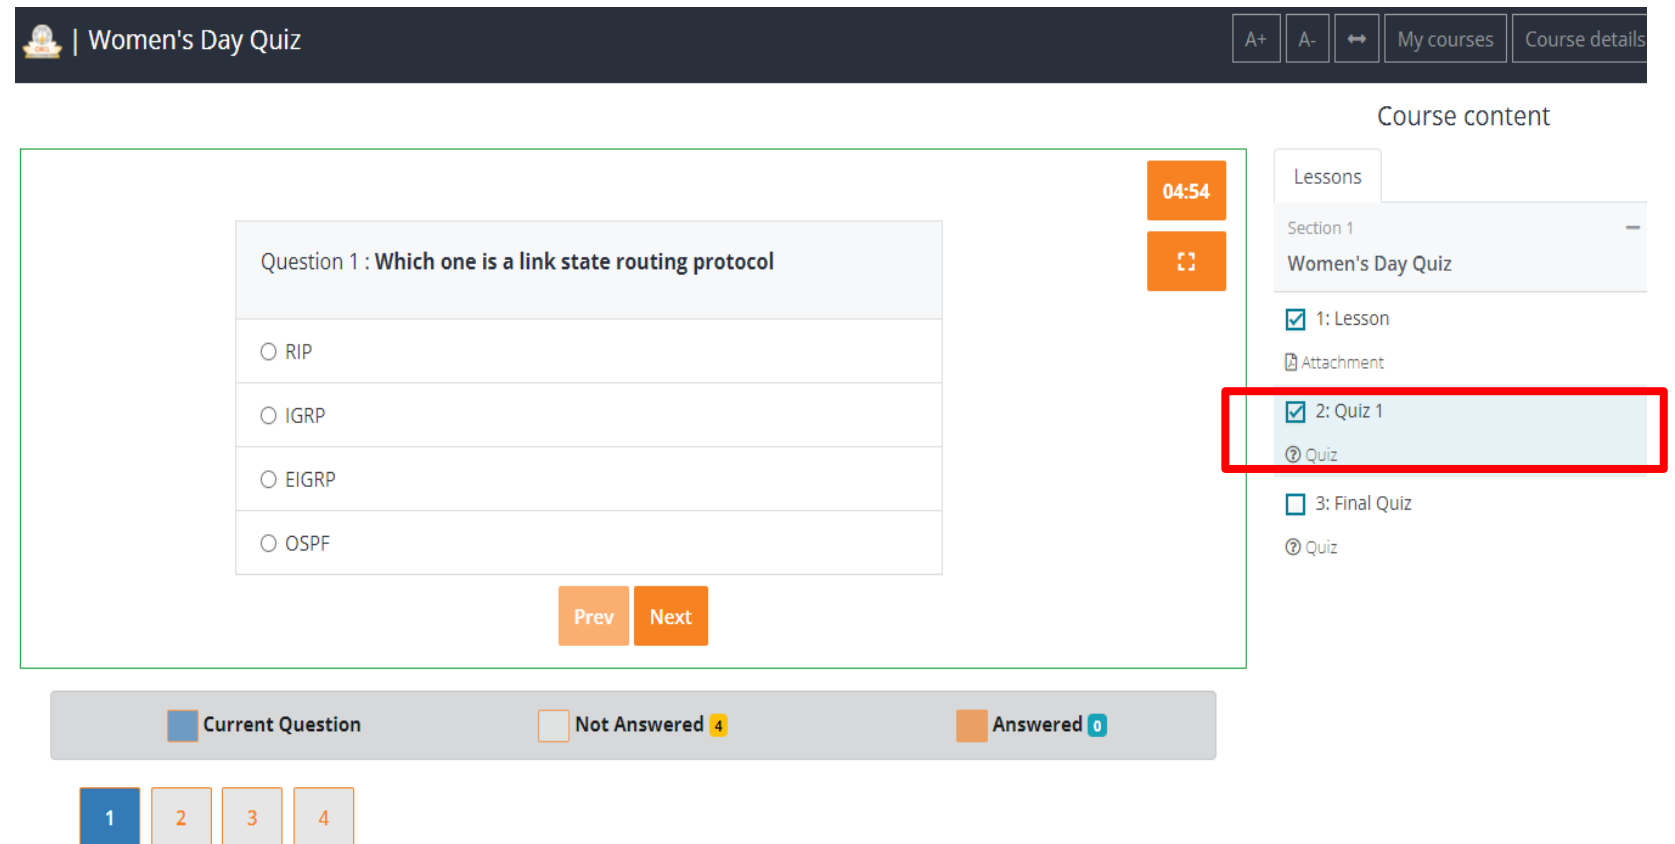 | Women's Day Quiz
A+ A- My courses Course details
Course content
04:54
Question 1 : Which one is a link state routing protocol
RIP
IGRP
EIGRP
OSPF
Prev Next
Lessons
Section 1
Women's Day Quiz
1: Lesson
Attachment
2: Quiz 1
Quiz
3: Final Quiz
Quiz
Current Question Not Answered 4 Answered 0
1 2 3 4